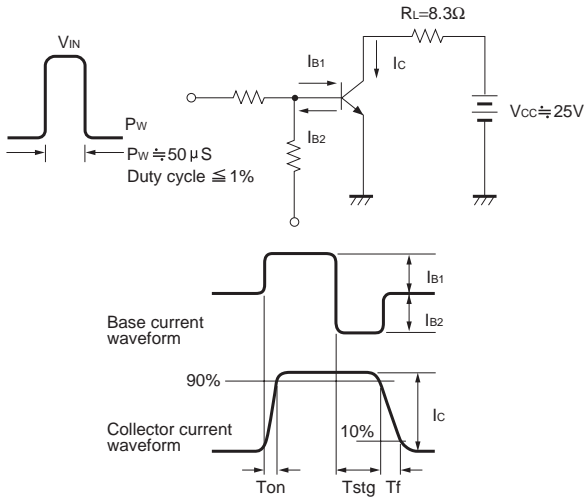 VIN
PW
PW ≒ 50 μ S
Duty cycle ≦ 1%
RL=8.3Ω
IB1
IC
IB2
VCC ≒ 25V
Base current
waveform
IB1
IB2
90%
10%
Collector current
waveform
IC
Ton
Tstg
Tf